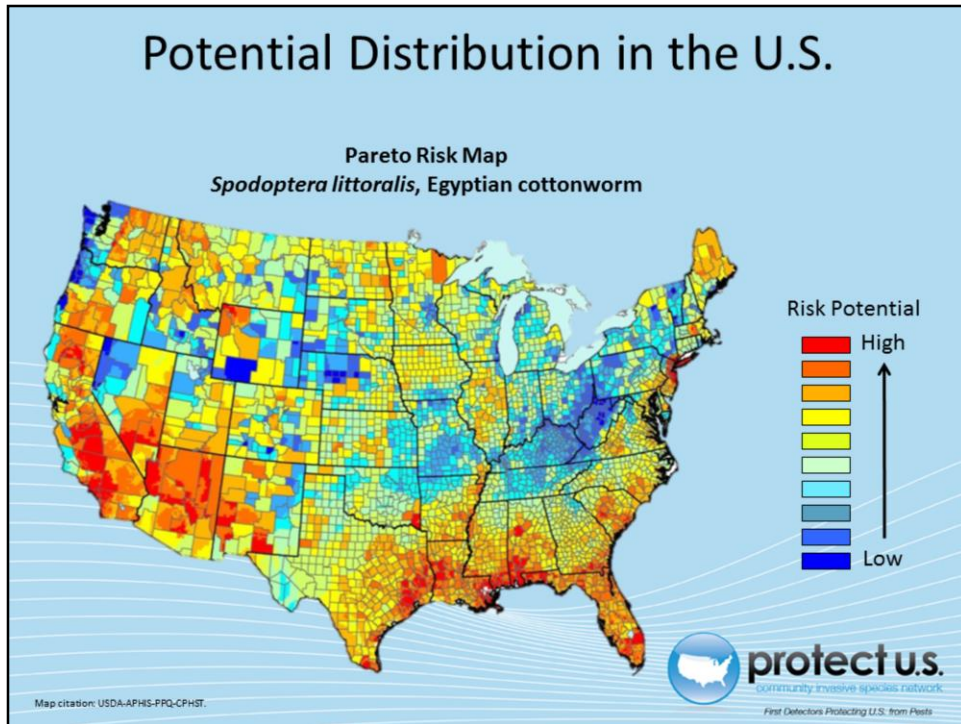 Potential Distribution in the U.S.
Pareto Risk Map
Spodoptera littoralis, Egyptian cottonworm
Risk Potential
High
Low
protect u.s.
community invasive species network
First Detectors Protecting U.S. from Pests
Map citation: USDA-APHIS-PPQ-CPHST.